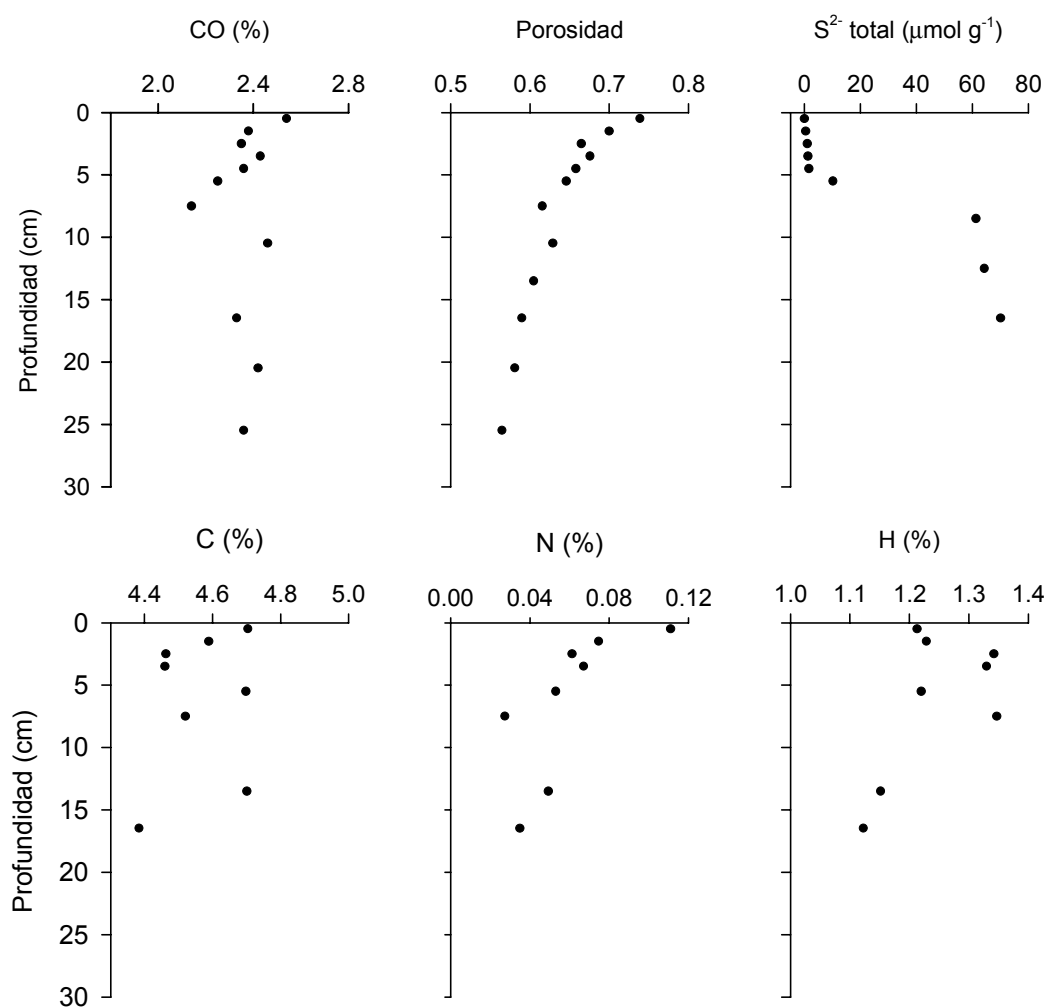 CO (%) Porosidad S²⁻ total (μmol g⁻¹)
2.0 2.4 2.8 0.5 0.6 0.7 0.8 0 20 40 60 80
0
5
10
15
20
25
30
Profundidad (cm)
C (%) N (%) H (%)
4.4 4.6 4.8 5.0 0.00 0.04 0.08 0.12 1.0 1.1 1.2 1.3 1.4
0
5
10
15
20
25
30
Profundidad (cm)